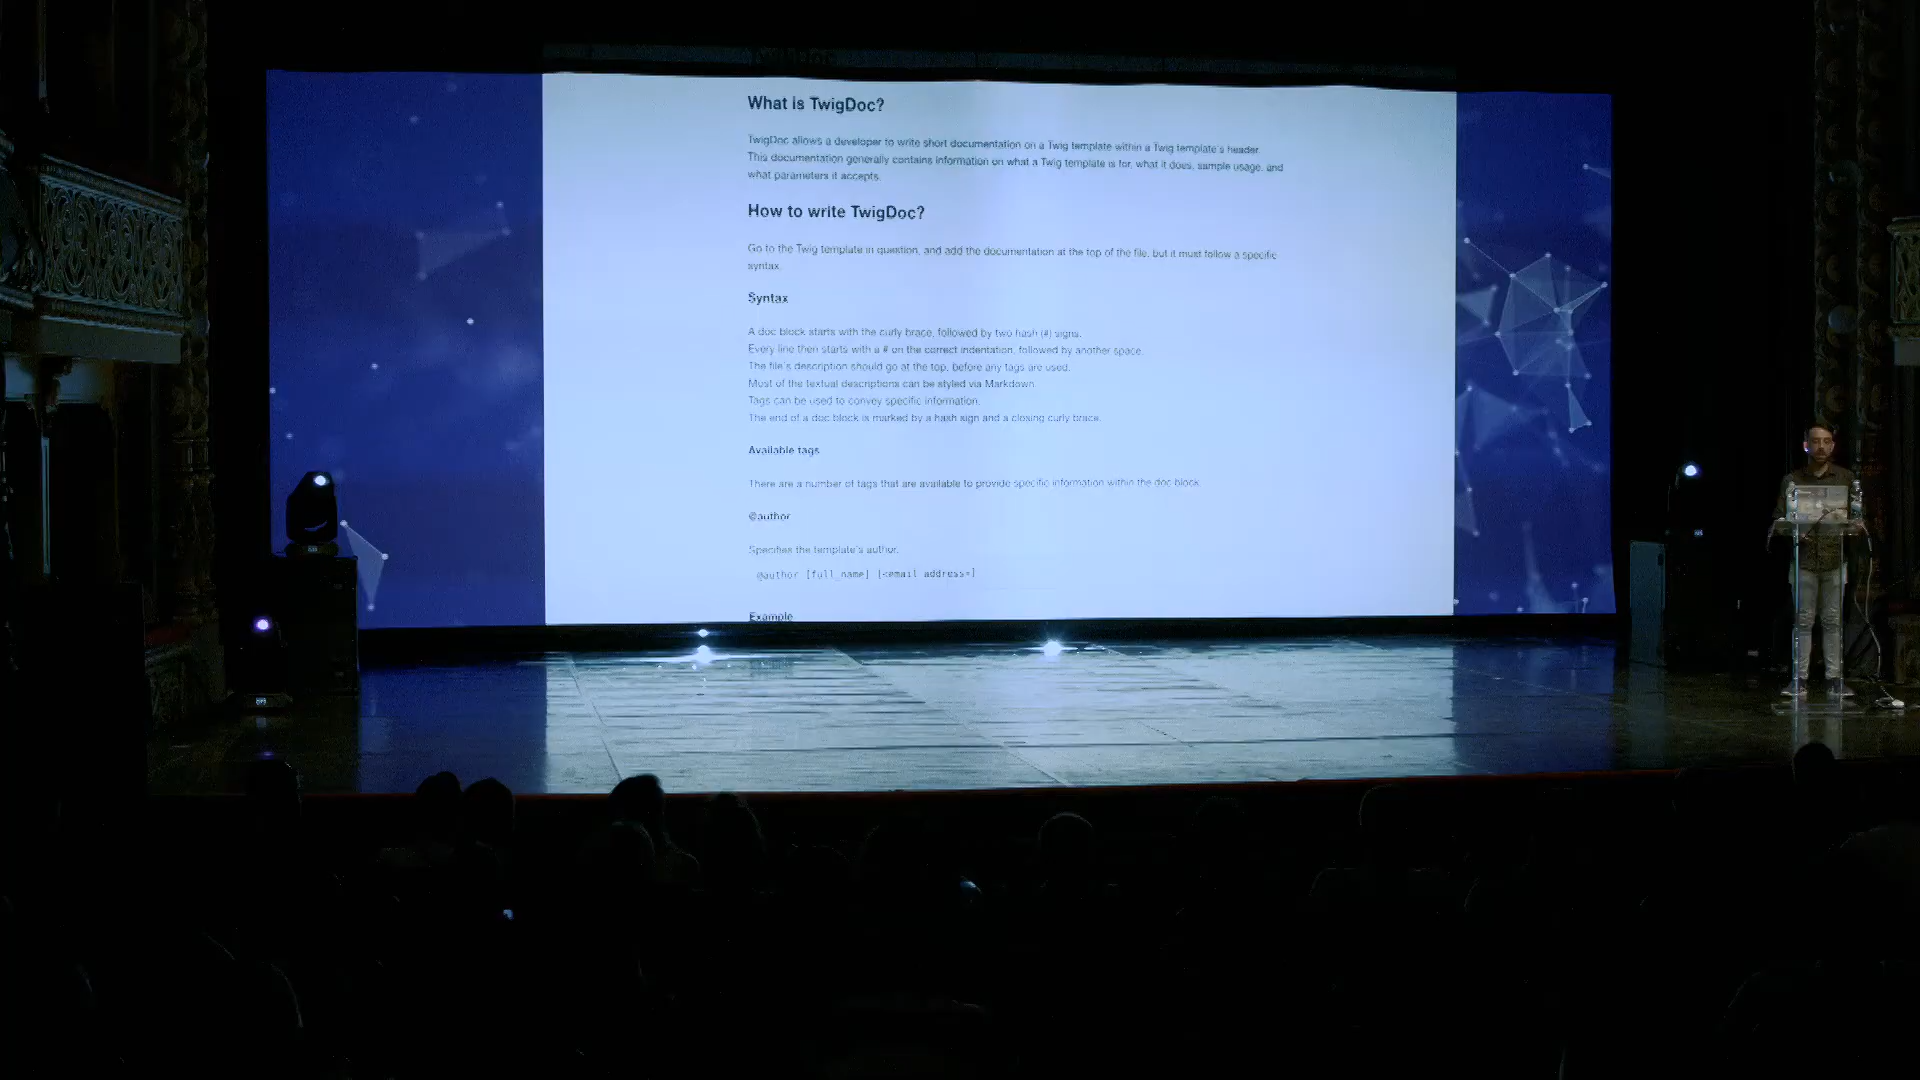 What is TwigDoc?
TwigDoc allows a developer to write short documentation on a Twig template within a Twig template's header.
This documentation generally contains information on what a Twig template is for, what it does, sample usage, and
what parameters it accepts.
How to write TwigDoc?
Go to the Twig template in question, and add the documentation at the top of the file, but it must follow a specific
syntax.
Syntax
A doc block starts with the curly brace, followed by two hash (#) signs.
Every line then starts with a # on the correct indentation, followed by another space.
The file's description should go at the top, before any tags are used.
Most of the textual descriptions can be styled via Markdown.
Tags can be used to convey specific information.
The end of a doc block is marked by a hash sign and a closing curly brace.
Available tags
There are a number of tags that are available to provide specific information within the doc block.
@author
Specifies the template's author.
@author [full_name] [<email address>]
Example